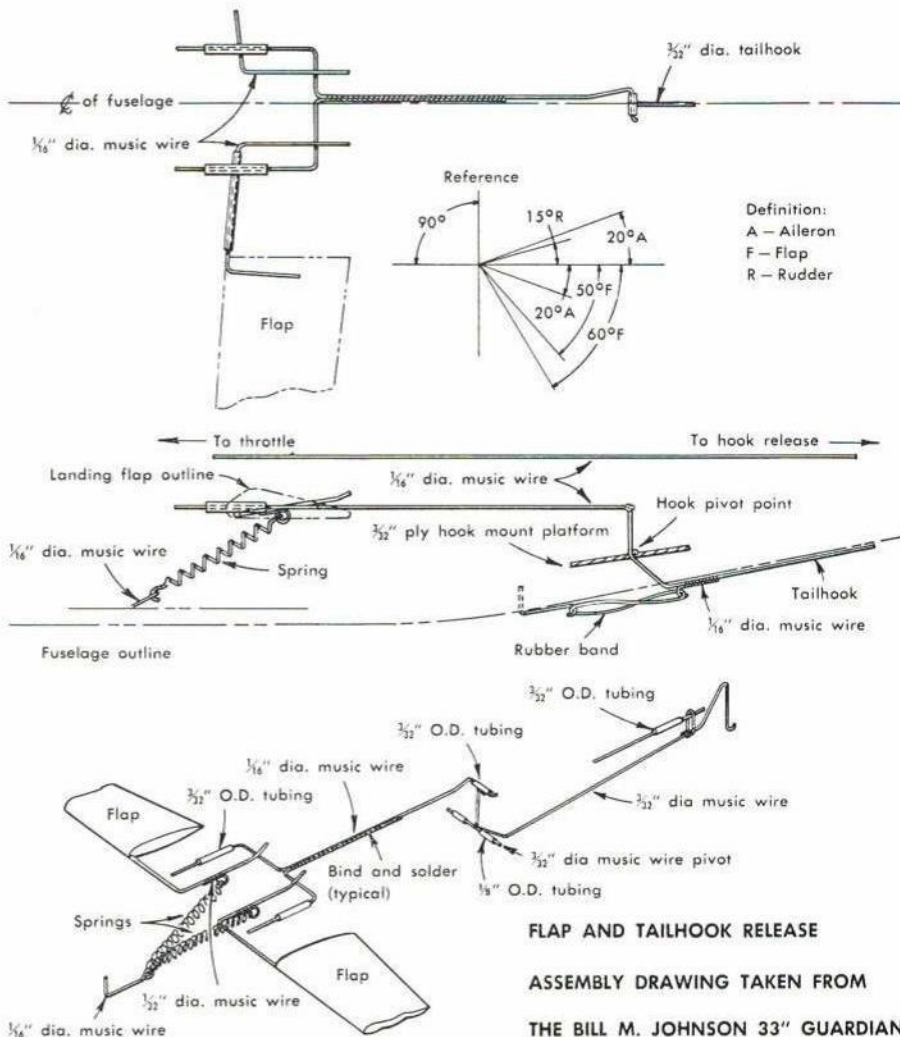 3/32" dia. tailhook
℄ of fuselage
1/16" dia. music wire
Reference
90°
15°R
20°A
50°F
20°A
60°F
Definition:
A – Aileron
F – Flap
R – Rudder
Flap
To throttle
To hook release
Landing flap outline
1/16" dia. music wire
Hook pivot point
3/32" ply hook mount platform
1/16" dia. music wire
Spring
Tailhook
1/16" dia. music wire
Rubber band
Fuselage outline
3/32" O.D. tubing
3/32" O.D. tubing
1/16" dia. music wire
3/32" O.D. tubing
Flap
3/32" dia music wire
Bind and solder
(typical)
3/32" dia music wire pivot
1/8" O.D. tubing
Springs
Flap
3/32" dia. music wire
1/16" dia. music wire
FLAP AND TAILHOOK RELEASE
ASSEMBLY DRAWING TAKEN FROM
THE BILL M. JOHNSON 33" GUARDIAN